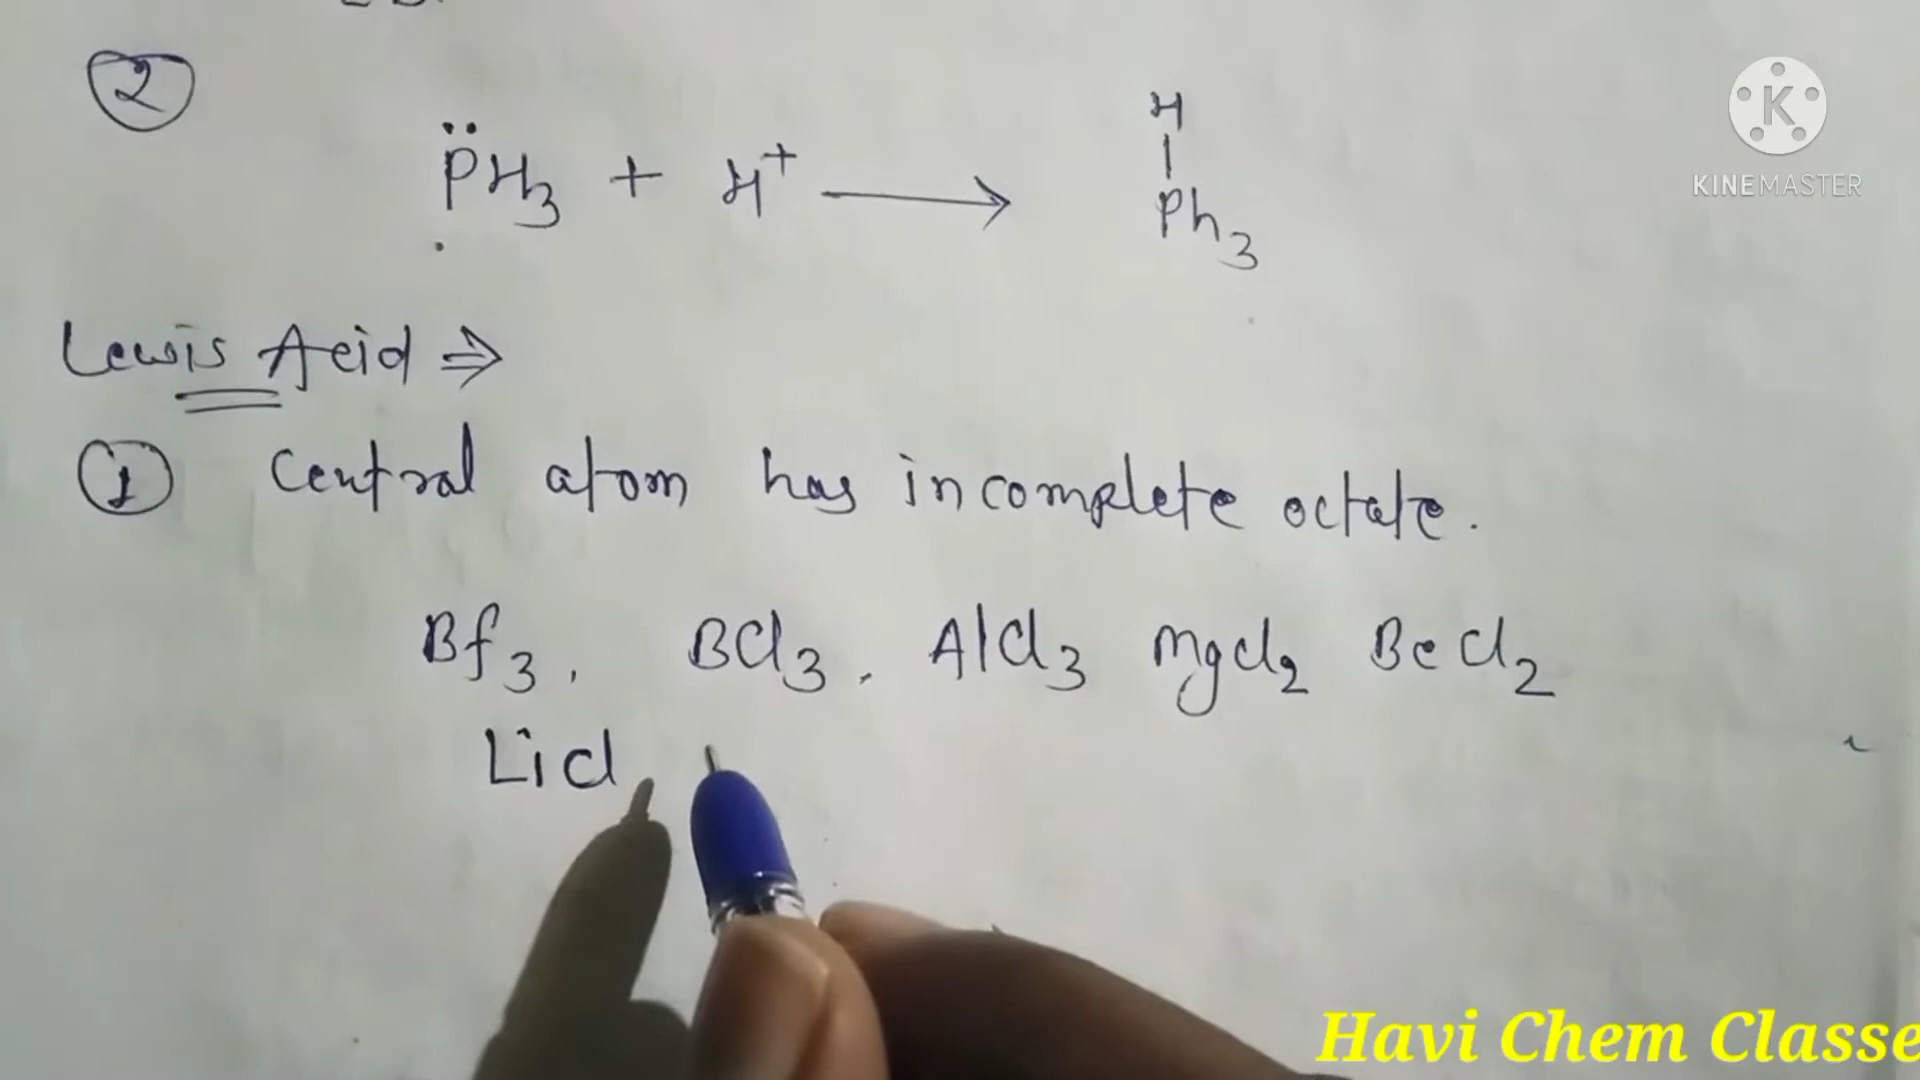 2
PH3 + H+ → H
|
Ph3
KINEMASTER
Lewis Acid ⇒
1 Central atom has incomplete octate.
Bf3, BCl3, AlCl3 Mgcl2 BeCl2
Licl
Havi Chem Classe